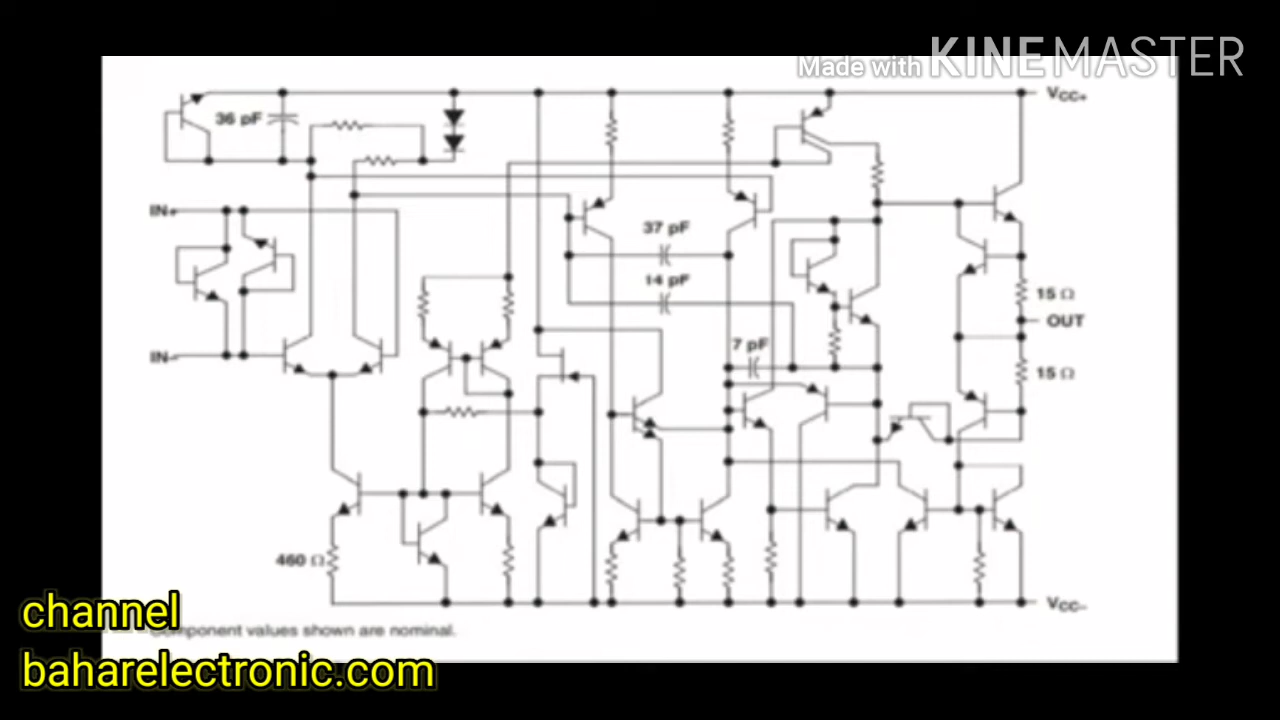 Made with KINEMASTER
VCC+
36 pF
IN+
37 pF
14 pF
15 Ω
OUT
7 pF
IN−
15 Ω
460 Ω
VCC−
Component values shown are nominal.
channel
baharelectronic.com